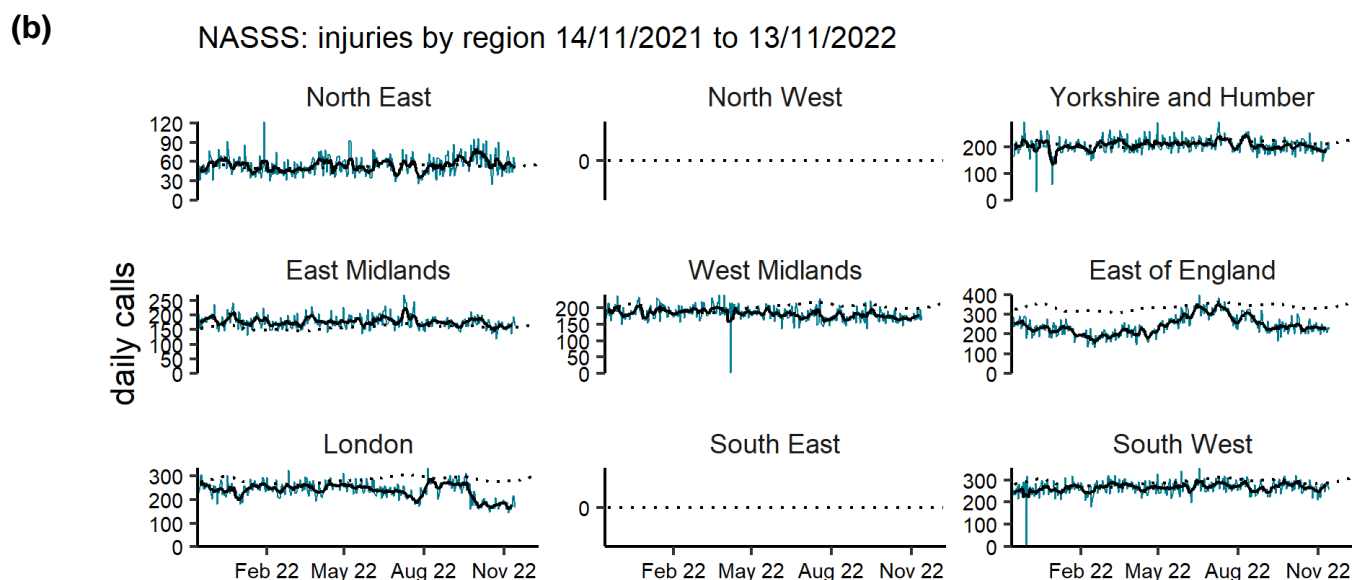 (b)
NASSS: injuries by region 14/11/2021 to 13/11/2022
daily calls
North East
120
90
60
30
0
North West
0
Yorkshire and Humber
200
100
0
East Midlands
250
200
150
100
50
0
West Midlands
200
150
100
50
0
East of England
400
300
200
100
0
London
300
200
100
0
South East
0
South West
300
200
100
0
Feb 22 May 22 Aug 22 Nov 22
Feb 22 May 22 Aug 22 Nov 22
Feb 22 May 22 Aug 22 Nov 22